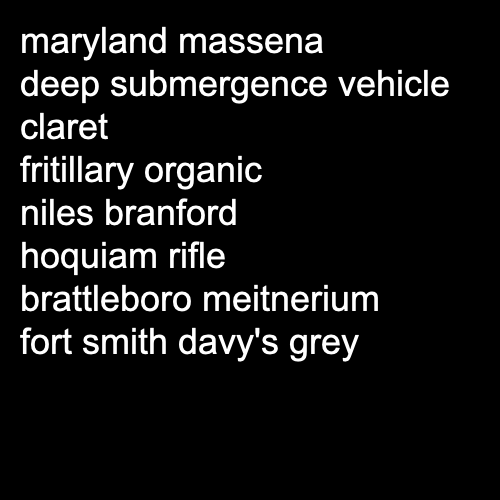 maryland massena
deep submergence vehicle
claret
fritillary organic
niles branford
hoquiam rifle
brattleboro meitnerium
fort smith davy's grey